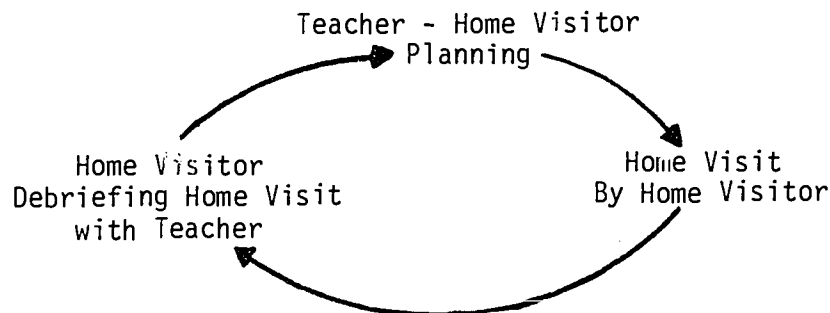 Teacher - Home Visitor
Planning
Home Visit
By Home Visitor
Home Visitor
Debriefing Home Visit
with Teacher